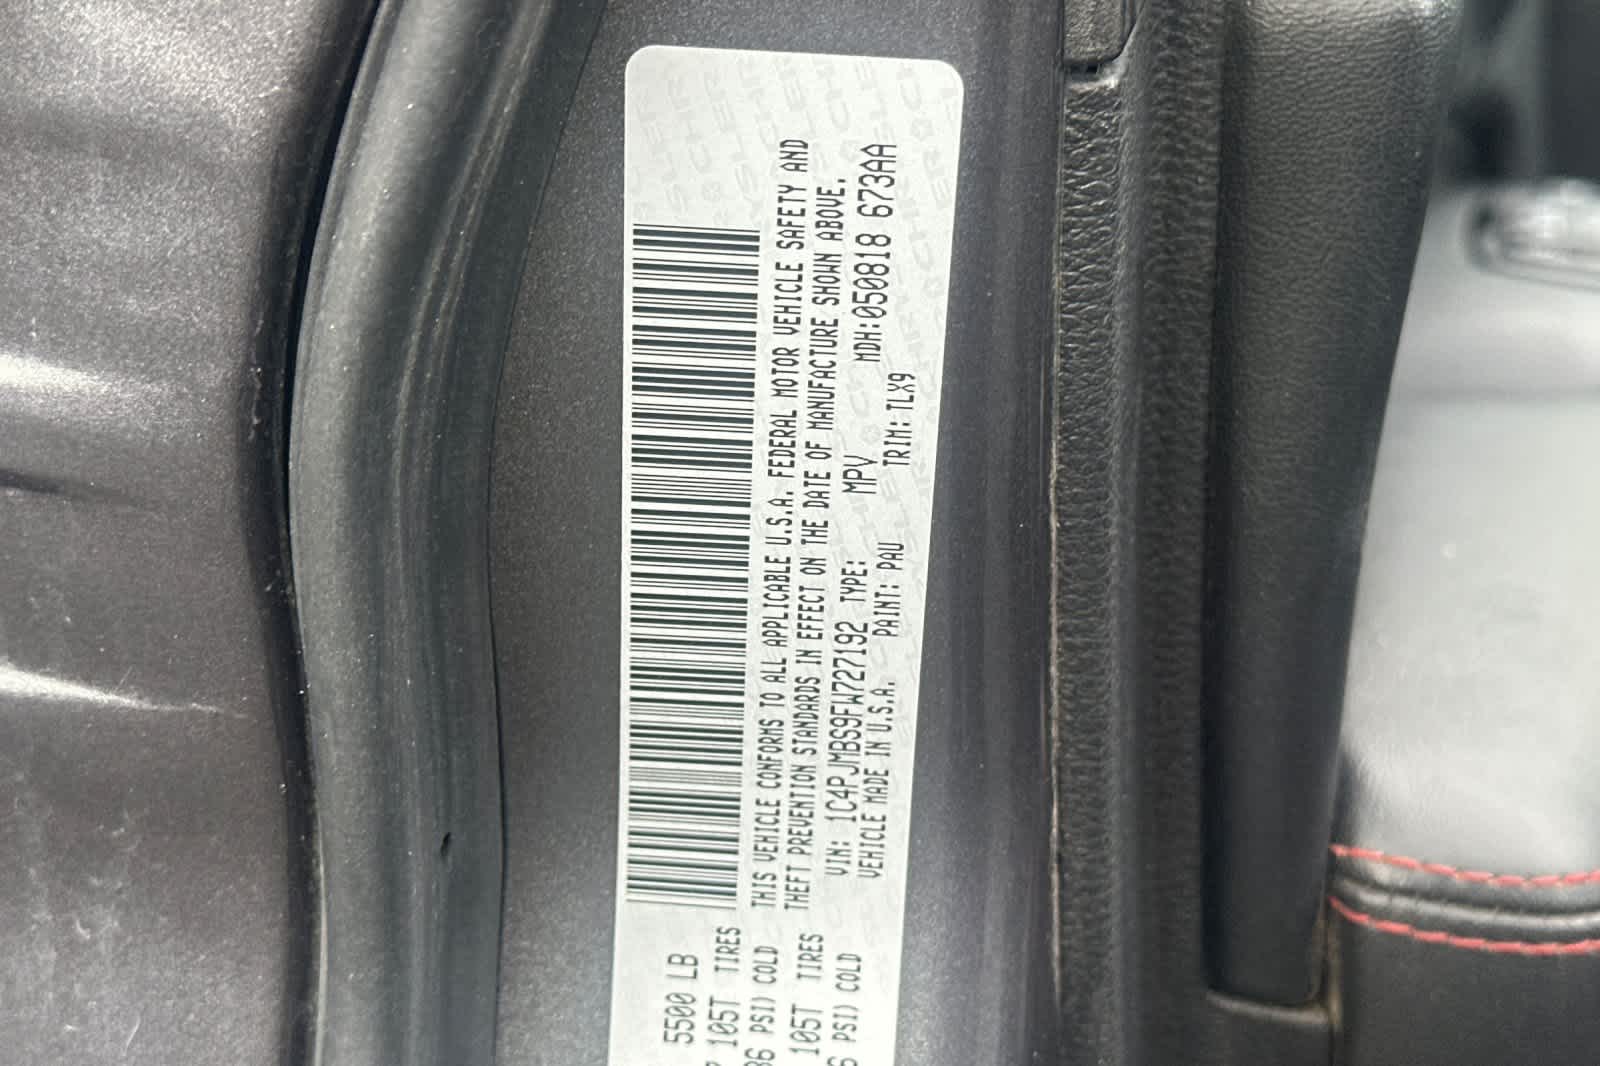 5500 LB
105T TIRES
PSI) COLD
105T TIRES
PSI) COLD
THIS VEHICLE CONFORMS TO ALL APPLICABLE U.S.A. FEDERAL MOTOR VEHICLE SAFETY AND
THEFT PREVENTION STANDARDS IN EFFECT ON THE DATE OF MANUFACTURE SHOWN ABOVE.
VIN: 1C4PJMBS9FW727192 TYPE: MPV MDH:050818 673AA
VEHICLE MADE IN U.S.A. PAINT: PAU TRIM:TLX9